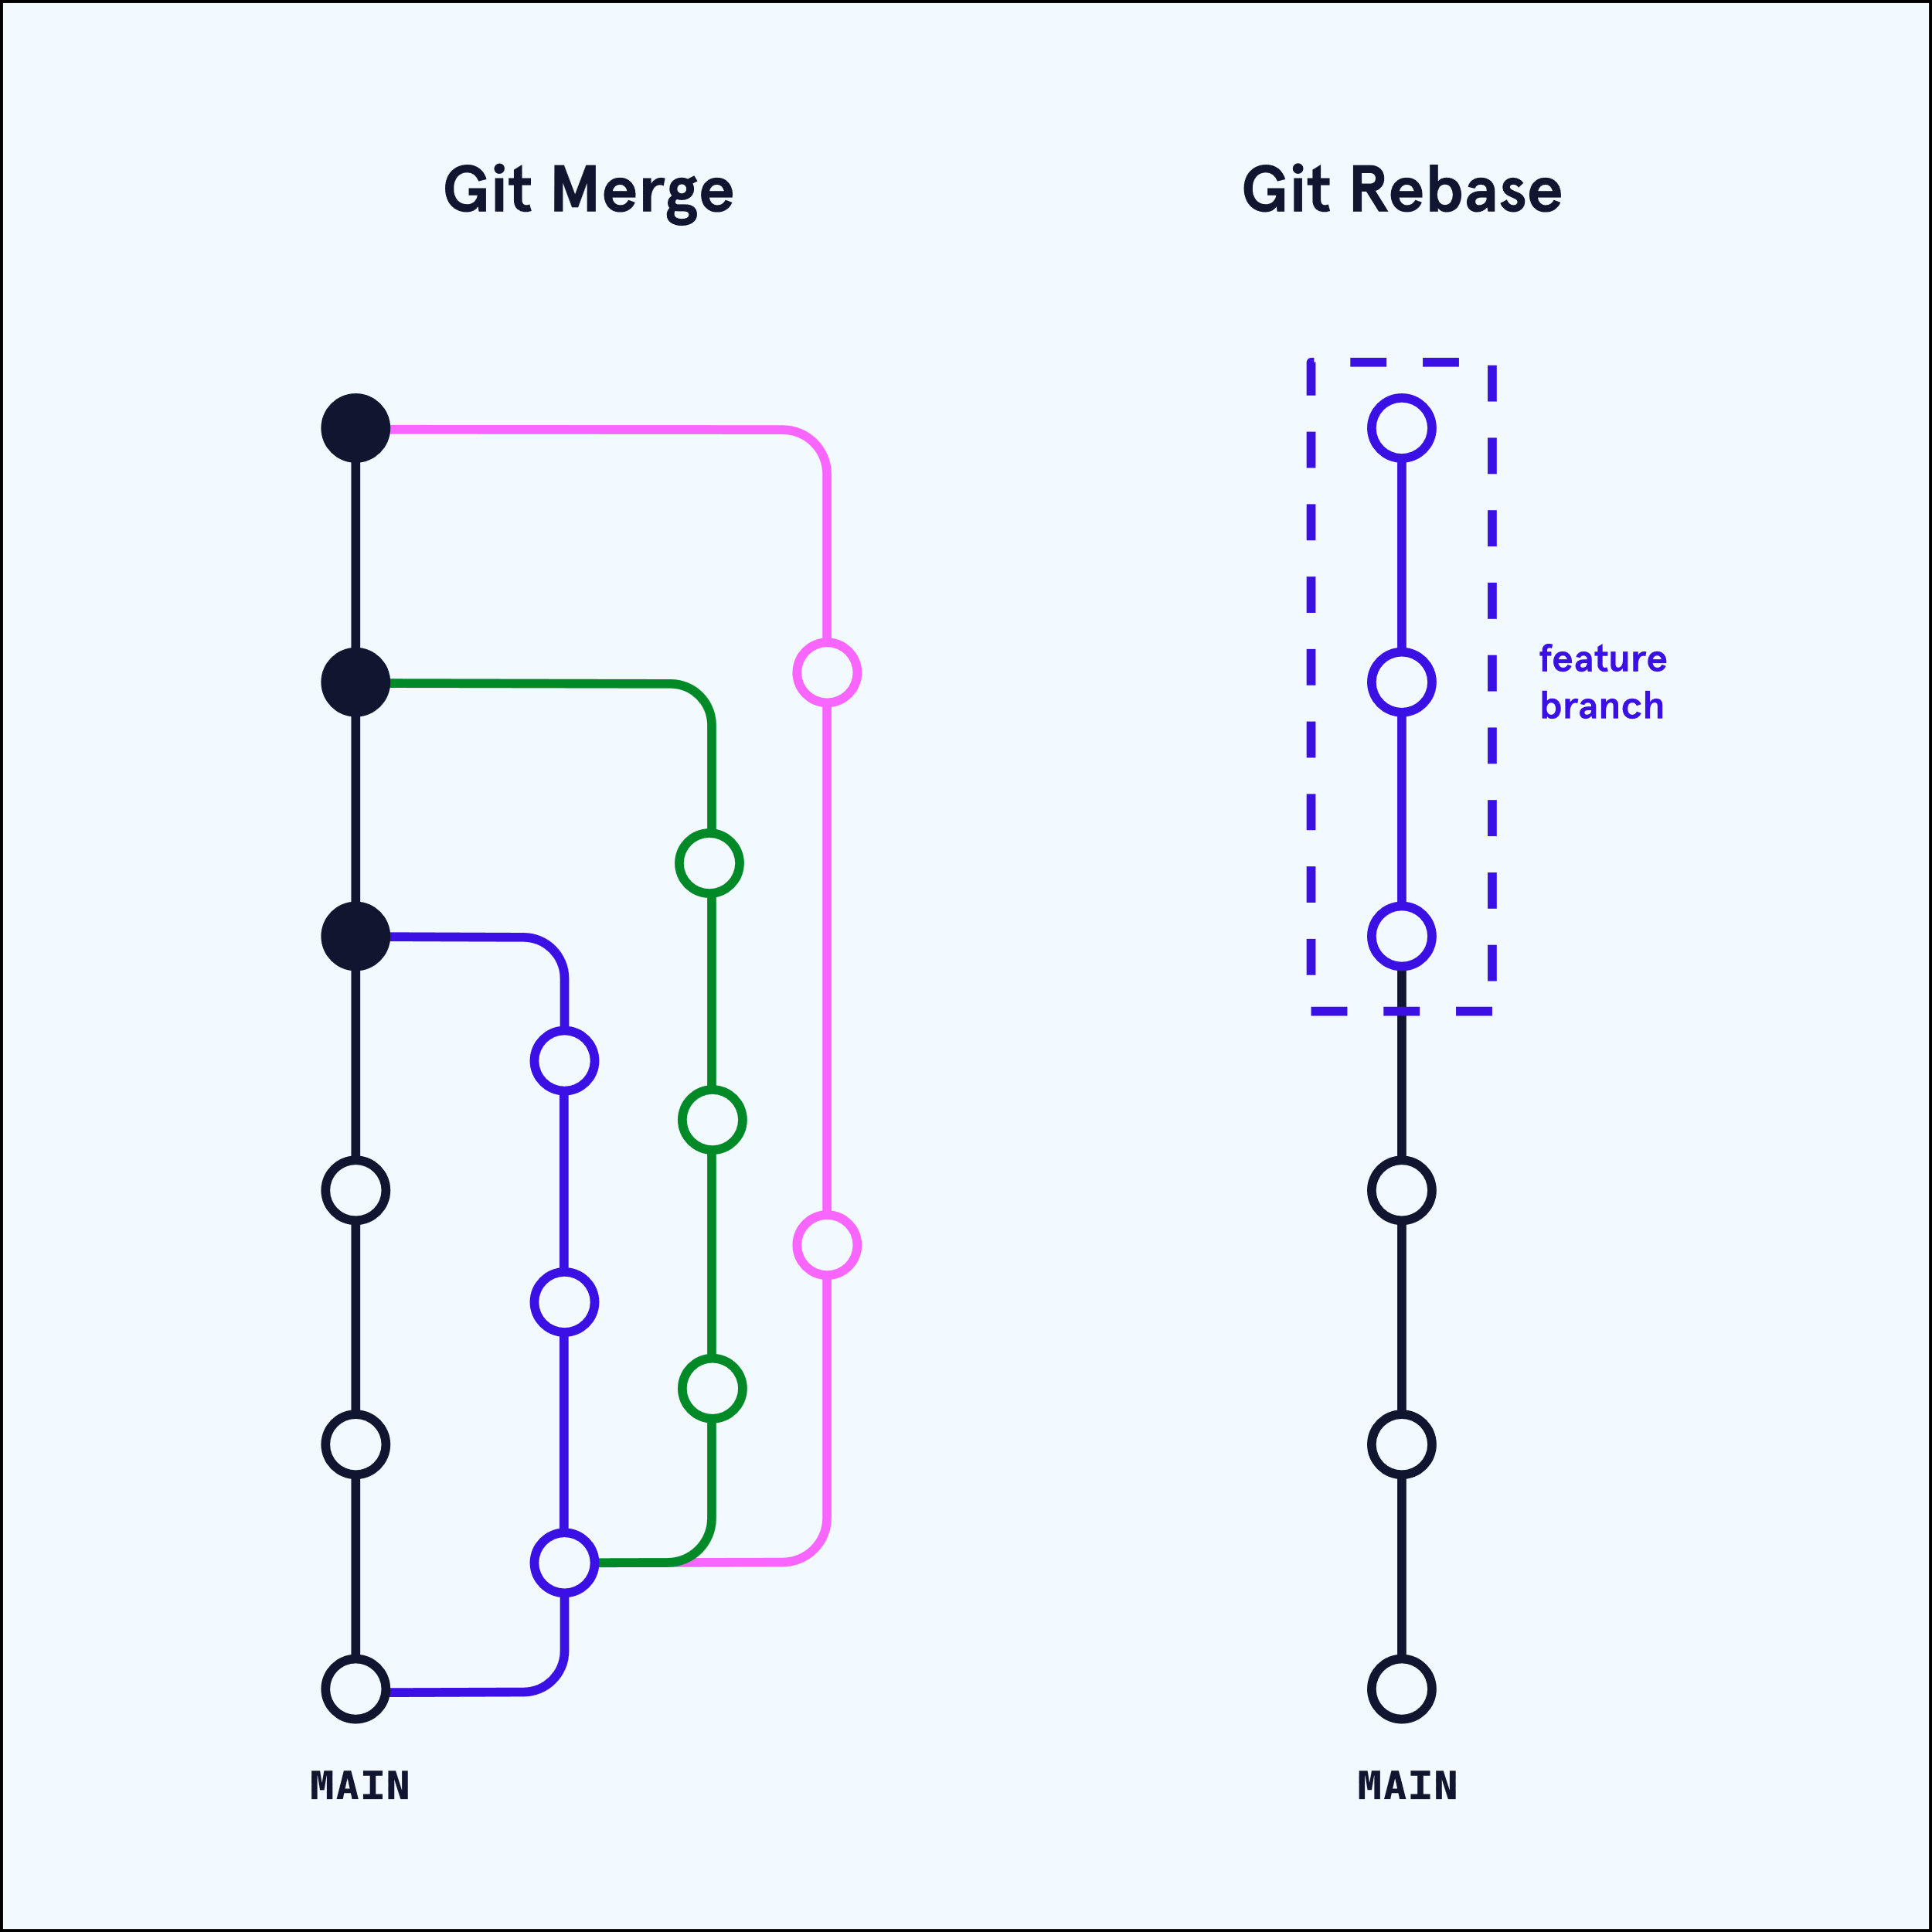 Git Merge
Git Rebase
feature
branch
MAIN
MAIN